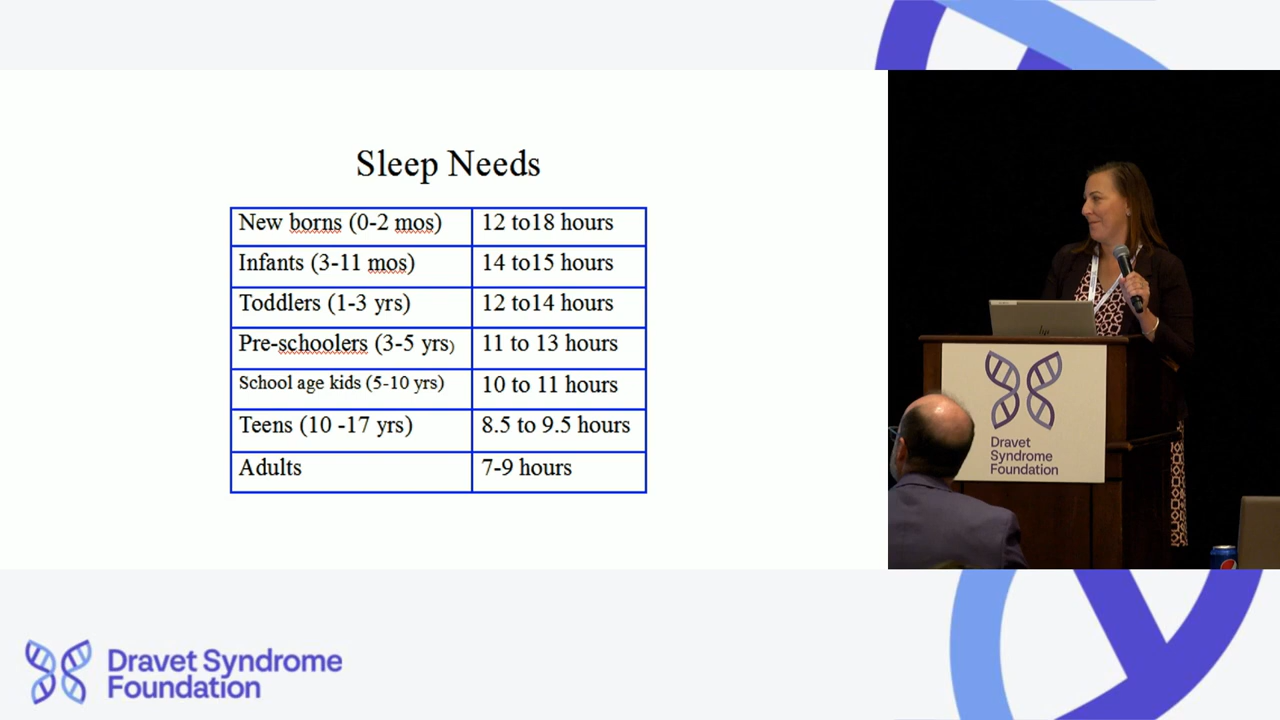 Sleep Needs
New borns (0-2 mos) 12 to18 hours
Infants (3-11 mos) 14 to15 hours
Toddlers (1-3 yrs) 12 to14 hours
Pre-schoolers (3-5 yrs) 11 to 13 hours
School age kids (5-10 yrs) 10 to 11 hours
Teens (10 -17 yrs) 8.5 to 9.5 hours
Adults 7-9 hours
hp
Dravet
Syndrome
Foundation
Dravet Syndrome
Foundation